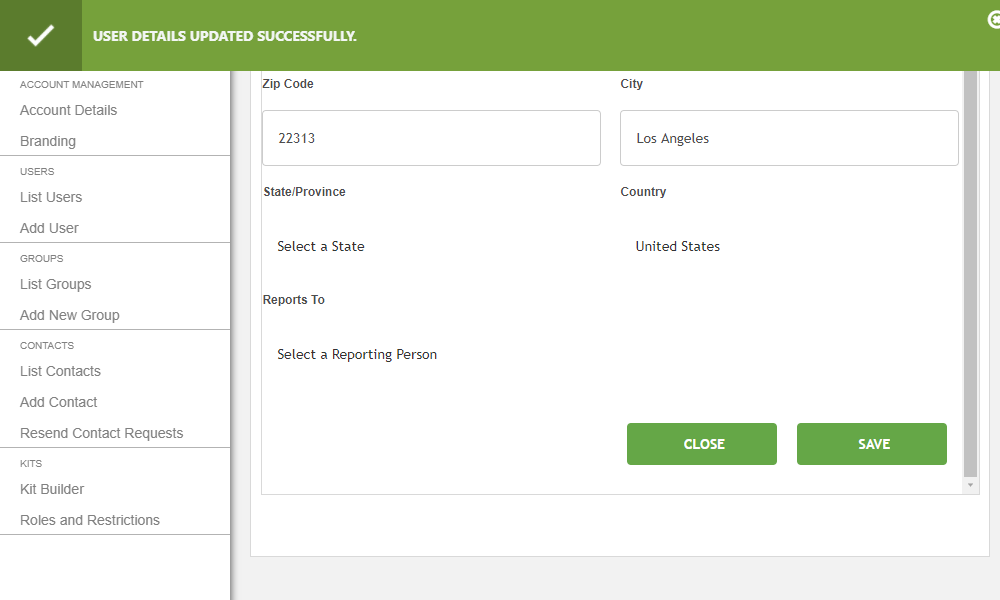 USER DETAILS UPDATED SUCCESSFULLY.
ACCOUNT MANAGEMENT
Account Details
Branding
USERS
List Users
Add User
GROUPS
List Groups
Add New Group
CONTACTS
List Contacts
Add Contact
Resend Contact Requests
KITS
Kit Builder
Roles and Restrictions
Zip Code City
22313 Los Angeles
State/Province Country
Select a State United States
Reports To
Select a Reporting Person
CLOSE SAVE